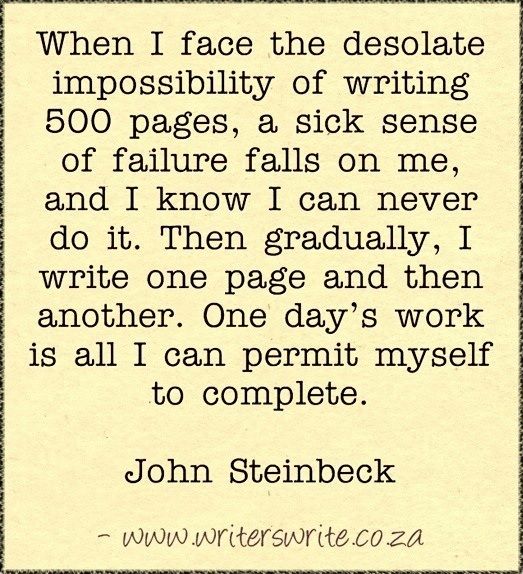 When I face the desolate
impossibility of writing
500 pages, a sick sense
of failure falls on me,
and I know I can never
do it. Then gradually, I
write one page and then
another. One day's work
is all I can permit myself
to complete.
John Steinbeck
- www.writerswrite.co.za